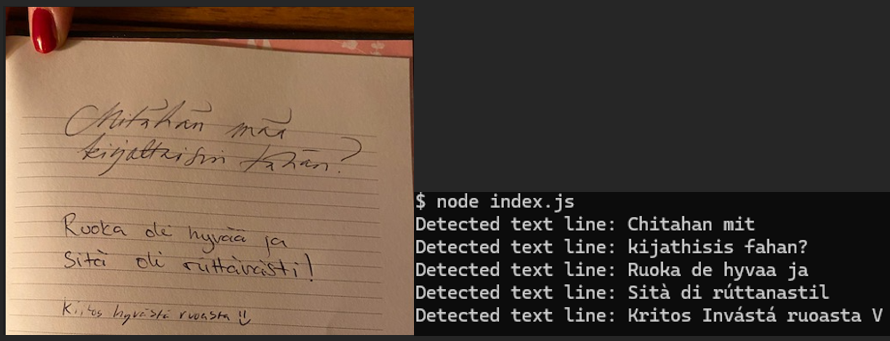 Mitähän mää
kirjottaisin tähän?
Ruoka oli hyvää ja
Sitä oli riittävästi!
Kiitos hyvästä ruoasta
$ node index.js
Detected text line: Chitahan mit
Detected text line: kijathisis fahan?
Detected text line: Ruoka de hyvaa ja
Detected text line: Sità di rúttanastil
Detected text line: Kritos Invástá ruoasta V